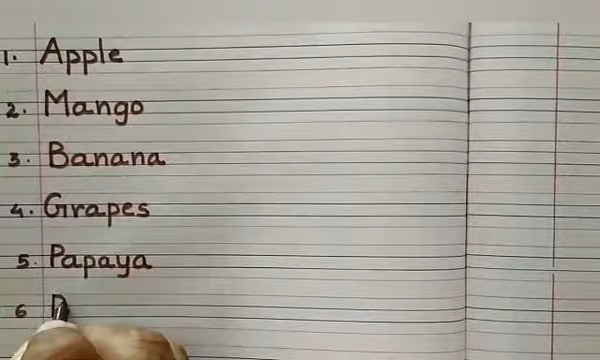 1. Apple
2. Mango
3. Banana
4. Grapes
5. Papaya
6